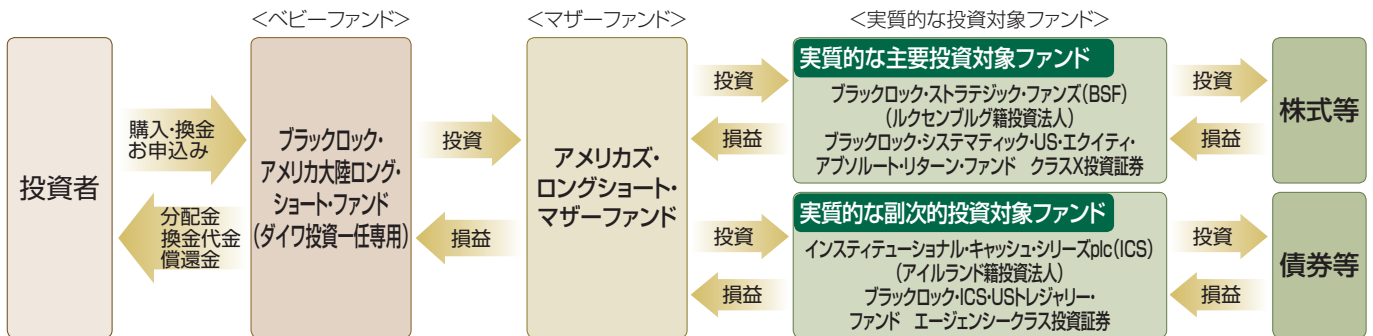 <ベビーファンド>
<マザーファンド>
<実質的な投資対象ファンド>
投資者
購入・換金
お申込み
分配金
換金代金
償還金
ブラックロック・
アメリカ大陸ロング・
ショート・ファンド
(ダイワ投資一任専用)
投資
損益
アメリカズ・
ロングショート・
マザーファンド
投資
損益
投資
損益
実質的な主要投資対象ファンド
ブラックロック・ストラテジック・ファンズ(BSF)
(ルクセンブルグ籍投資法人)
ブラックロック・システマティック・US・エクイティ・
アブソルート・リターン・ファンド クラスX投資証券
実質的な副次的投資対象ファンド
インスティテューショナル・キャッシュ・シリーズplc(ICS)
(アイルランド籍投資法人)
ブラックロック・ICS・USトレジャリー・
ファンド エージェンシークラス投資証券
投資
損益
株式等
投資
損益
債券等